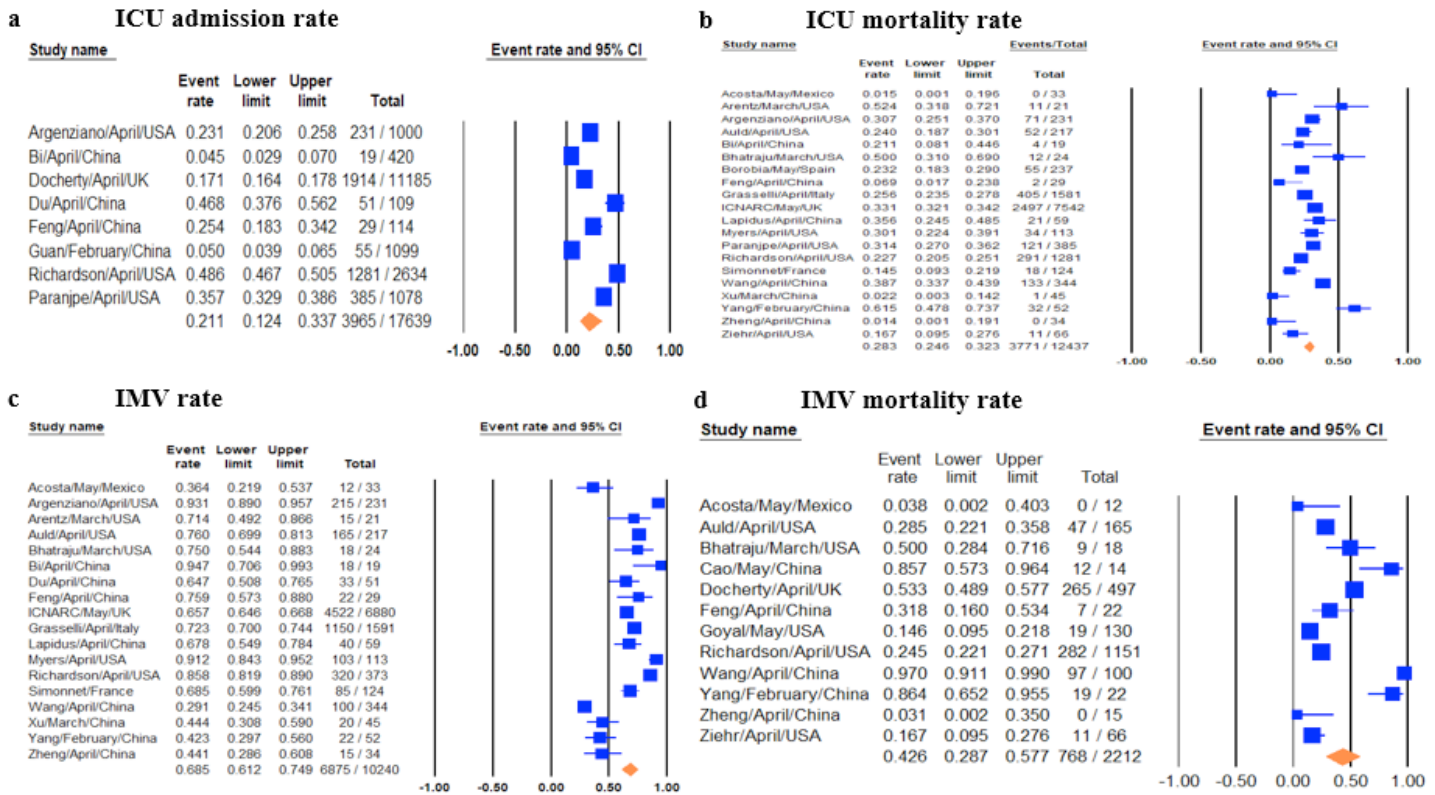 a ICU admission rate
Study name Event rate and 95% CI
Event Lower Upper
rate limit limit Total
Argenziano/April/USA 0.231 0.206 0.258 231 / 1000
Bi/April/China 0.045 0.029 0.070 19 / 420
Docherty/April/UK 0.171 0.164 0.178 1914 / 11185
Du/April/China 0.468 0.376 0.562 51 / 109
Feng/April/China 0.254 0.183 0.342 29 / 114
Guan/February/China 0.050 0.039 0.065 55 / 1099
Richardson/April/USA 0.486 0.467 0.505 1281 / 2634
Paranjpe/April/USA 0.357 0.329 0.386 385 / 1078
0.211 0.124 0.337 3965 / 17639
-1.00 -0.50 0.00 0.50 1.00
b ICU mortality rate
Study name Events/Total Event rate and 95% CI
Event Lower Upper
rate limit limit Total
Acosta/May/Mexico 0.015 0.001 0.196 0 / 33
Arentz/March/USA 0.524 0.318 0.721 11 / 21
Argenziano/April/USA 0.307 0.251 0.370 71 / 231
Auld/April/USA 0.240 0.187 0.301 52 / 217
Bi/April/China 0.211 0.081 0.446 4 / 19
Bhatraju/March/USA 0.500 0.310 0.690 12 / 24
Borobia/May/Spain 0.232 0.183 0.290 55 / 237
Feng/April/China 0.069 0.017 0.238 2 / 29
Grasselli/April/Italy 0.256 0.235 0.278 405 / 1581
ICNARC/May/UK 0.331 0.321 0.342 2497 / 7542
Lapidus/April/China 0.356 0.245 0.485 21 / 59
Myers/April/USA 0.301 0.224 0.391 34 / 113
Paranjpe/April/USA 0.314 0.270 0.362 121 / 385
Richardson/April/USA 0.227 0.205 0.251 291 / 1281
Simonnet/France 0.145 0.093 0.219 18 / 124
Wang/April/China 0.387 0.337 0.439 133 / 344
Xu/March/China 0.022 0.003 0.142 1 / 45
Yang/February/China 0.615 0.478 0.737 32 / 52
Zheng/April/China 0.014 0.001 0.191 0 / 34
Ziehr/April/USA 0.167 0.095 0.276 11 / 66
0.283 0.246 0.323 3771 / 12437
-1.00 -0.50 0.00 0.50 1.00
c IMV rate
Study name Event rate and 95% CI
Event Lower Upper
rate limit limit Total
Acosta/May/Mexico 0.364 0.219 0.537 12 / 33
Argenziano/April/USA 0.931 0.890 0.957 215 / 231
Arentz/March/USA 0.714 0.492 0.866 15 / 21
Auld/April/USA 0.760 0.699 0.813 165 / 217
Bhatraju/March/USA 0.750 0.544 0.883 18 / 24
Bi/April/China 0.947 0.706 0.993 18 / 19
Du/April/China 0.647 0.508 0.765 33 / 51
Feng/April/China 0.759 0.573 0.880 22 / 29
ICNARC/May/UK 0.657 0.646 0.668 4522 / 6880
Grasselli/April/Italy 0.723 0.700 0.744 1150 / 1591
Lapidus/April/China 0.678 0.549 0.784 40 / 59
Myers/April/USA 0.912 0.843 0.952 103 / 113
Richardson/April/USA 0.858 0.819 0.890 320 / 373
Simonnet/France 0.685 0.599 0.761 85 / 124
Wang/April/China 0.291 0.245 0.341 100 / 344
Xu/March/China 0.444 0.308 0.590 20 / 45
Yang/February/China 0.423 0.297 0.560 22 / 52
Zheng/April/China 0.441 0.286 0.608 15 / 34
0.685 0.612 0.749 6875 / 10240
-1.00 -0.50 0.00 0.50 1.00
d IMV mortality rate
Study name Event rate and 95% CI
Event Lower Upper
rate limit limit Total
Acosta/May/Mexico 0.038 0.002 0.403 0 / 12
Auld/April/USA 0.285 0.221 0.358 47 / 165
Bhatraju/March/USA 0.500 0.284 0.716 9 / 18
Cao/May/China 0.857 0.573 0.964 12 / 14
Docherty/April/UK 0.533 0.489 0.577 265 / 497
Feng/April/China 0.318 0.160 0.534 7 / 22
Goyal/May/USA 0.146 0.095 0.218 19 / 130
Richardson/April/USA 0.245 0.221 0.271 282 / 1151
Wang/April/China 0.970 0.911 0.990 97 / 100
Yang/February/China 0.864 0.652 0.955 19 / 22
Zheng/April/China 0.031 0.002 0.350 0 / 15
Ziehr/April/USA 0.167 0.095 0.276 11 / 66
0.426 0.287 0.577 768 / 2212
-1.00 -0.50 0.00 0.50 1.00